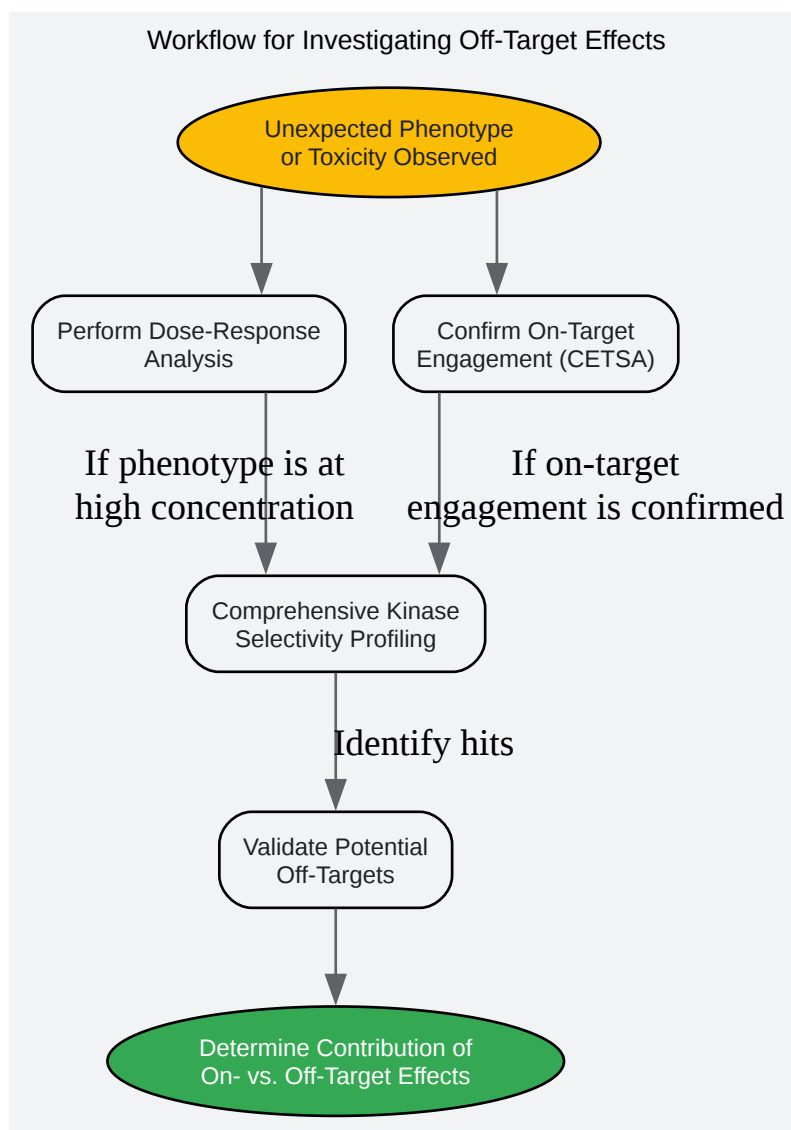 Workflow for Investigating Off-Target Effects
Unexpected Phenotype
or Toxicity Observed
Perform Dose-Response
Analysis
Confirm On-Target
Engagement (CETSA)
If phenotype is at
high concentration
If on-target
engagement is confirmed
Comprehensive Kinase
Selectivity Profiling
Identify hits
Validate Potential
Off-Targets
Determine Contribution of
On- vs. Off-Target Effects